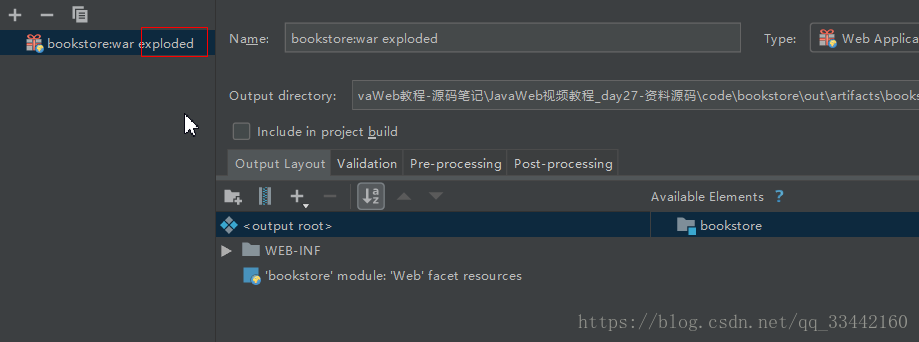 bookstore:war exploded
Name: bookstore:war exploded Type: Web Applica
Output directory: vaWeb教程-源码笔记\JavaWeb视频教程_day27-资料源码\code\bookstore\out\artifacts\books
Include in project build
Output Layout Validation Pre-processing Post-processing
Available Elements ?
<output root> bookstore
WEB-INF
'bookstore' module: 'Web' facet resources
https://blog.csdn.net/qq_33442160